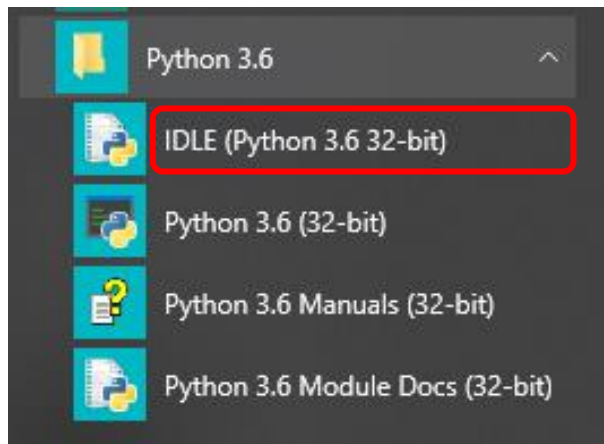 Python 3.6
IDLE (Python 3.6 32-bit)
Python 3.6 (32-bit)
Python 3.6 Manuals (32-bit)
Python 3.6 Module Docs (32-bit)